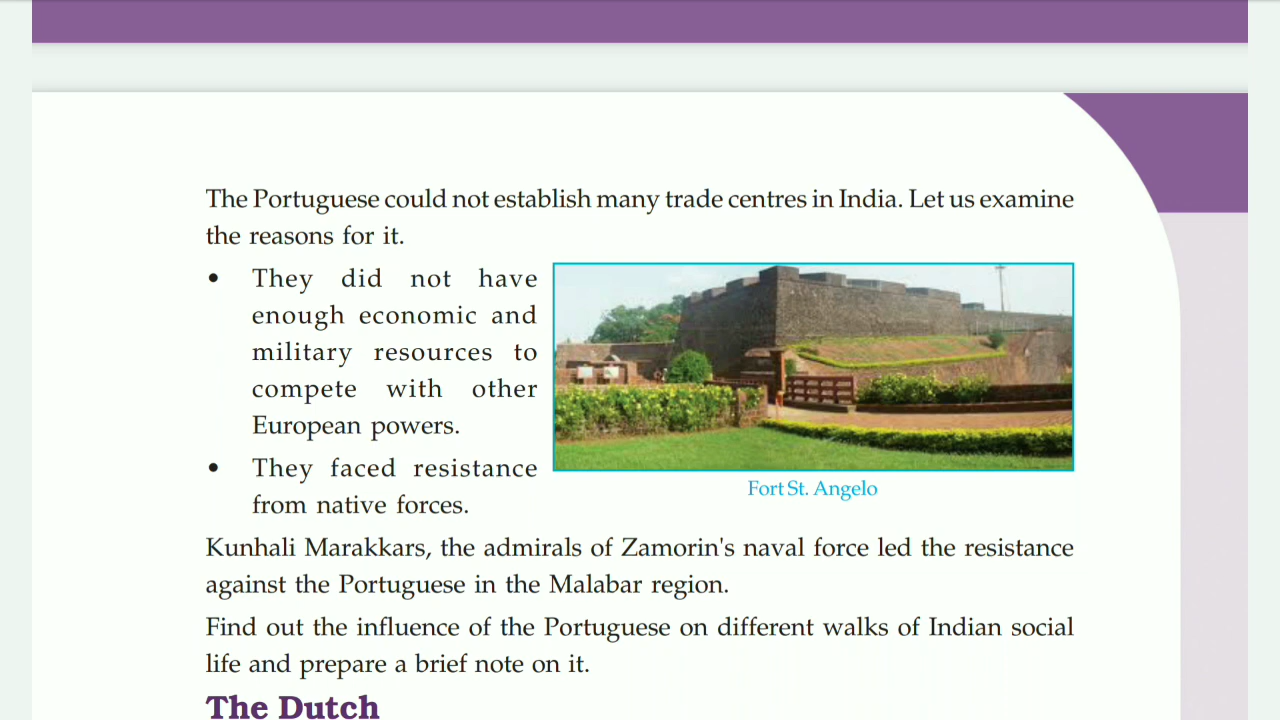 The Portuguese could not establish many trade centres in India. Let us examine
the reasons for it.
• They did not have
enough economic and
military resources to
compete with other
European powers.
• They faced resistance
from native forces.
Fort St. Angelo
Kunhali Marakkars, the admirals of Zamorin's naval force led the resistance
against the Portuguese in the Malabar region.
Find out the influence of the Portuguese on different walks of Indian social
life and prepare a brief note on it.
The Dutch